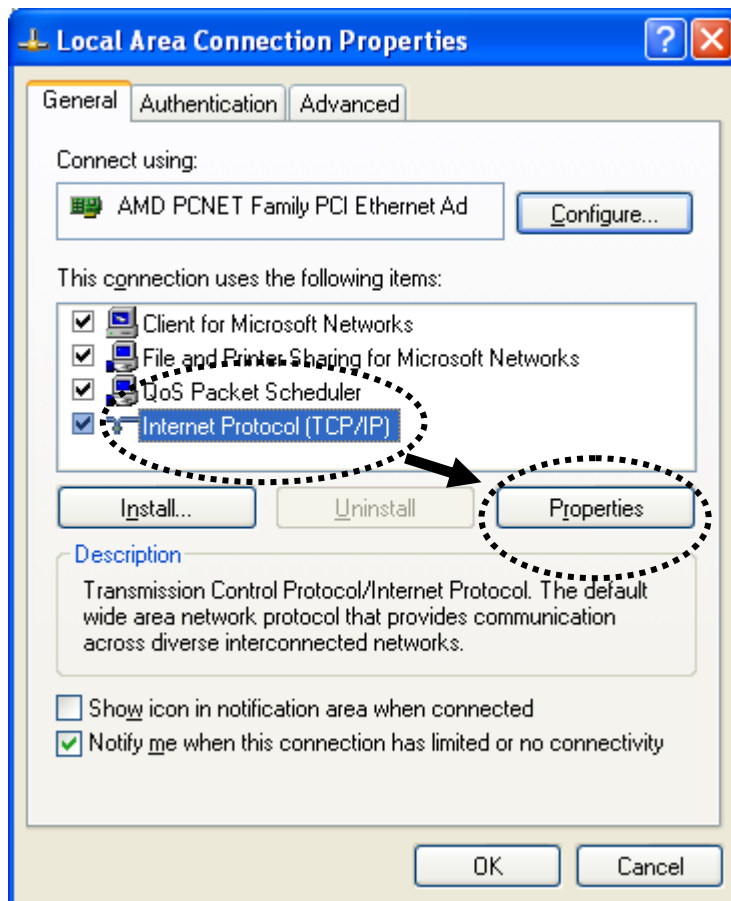 Local Area Connection Properties
General Authentication Advanced
Connect using:
AMD PCNET Family PCI Ethernet Ad
Configure...
This connection uses the following items:
Client for Microsoft Networks
File and Printer Sharing for Microsoft Networks
QoS Packet Scheduler
Internet Protocol (TCP/IP)
Install... Uninstall Properties
Description
Transmission Control Protocol/Internet Protocol. The default
wide area network protocol that provides communication
across diverse interconnected networks.
Show icon in notification area when connected
Notify me when this connection has limited or no connectivity
OK Cancel